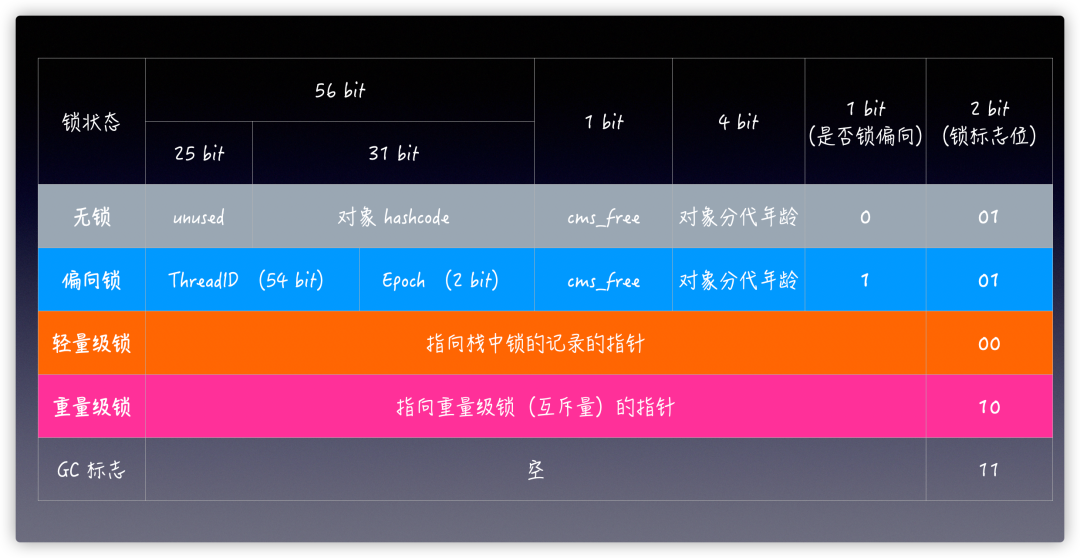 锁状态
56 bit
1 bit
4 bit
1 bit
(是否锁偏向)
2 bit
(锁标志位)
25 bit
31 bit
无锁
unused
对象 hashcode
cms_free
对象分代年龄
0
01
偏向锁
ThreadID (54 bit)
Epoch (2 bit)
cms_free
对象分代年龄
1
01
轻量级锁
指向栈中锁的记录的指针
00
重量级锁
指向重量级锁（互斥量）的指针
10
GC 标志
空
11